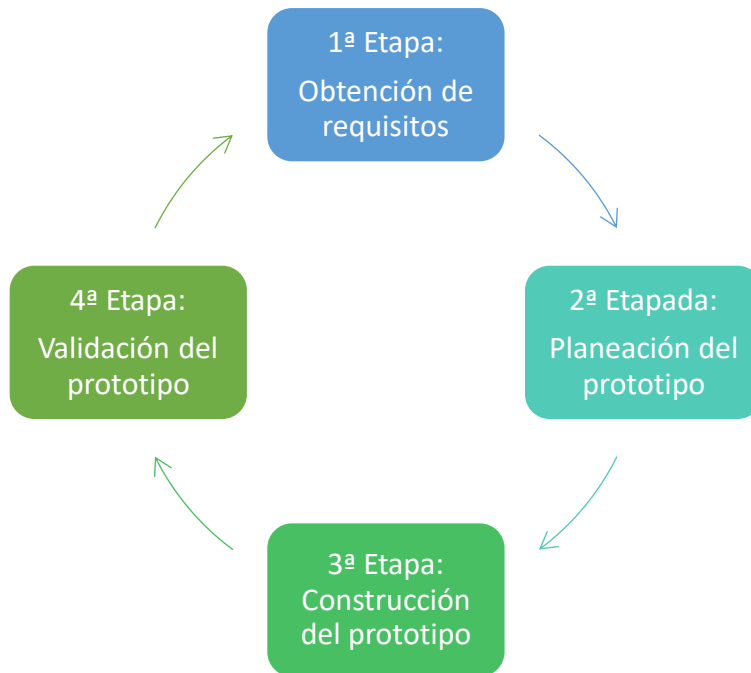 1ª Etapa:
Obtención de
requisitos
4ª Etapa:
Validación del
prototipo
2ª Etapada:
Planeación del
prototipo
3ª Etapa:
Construcción
del prototipo